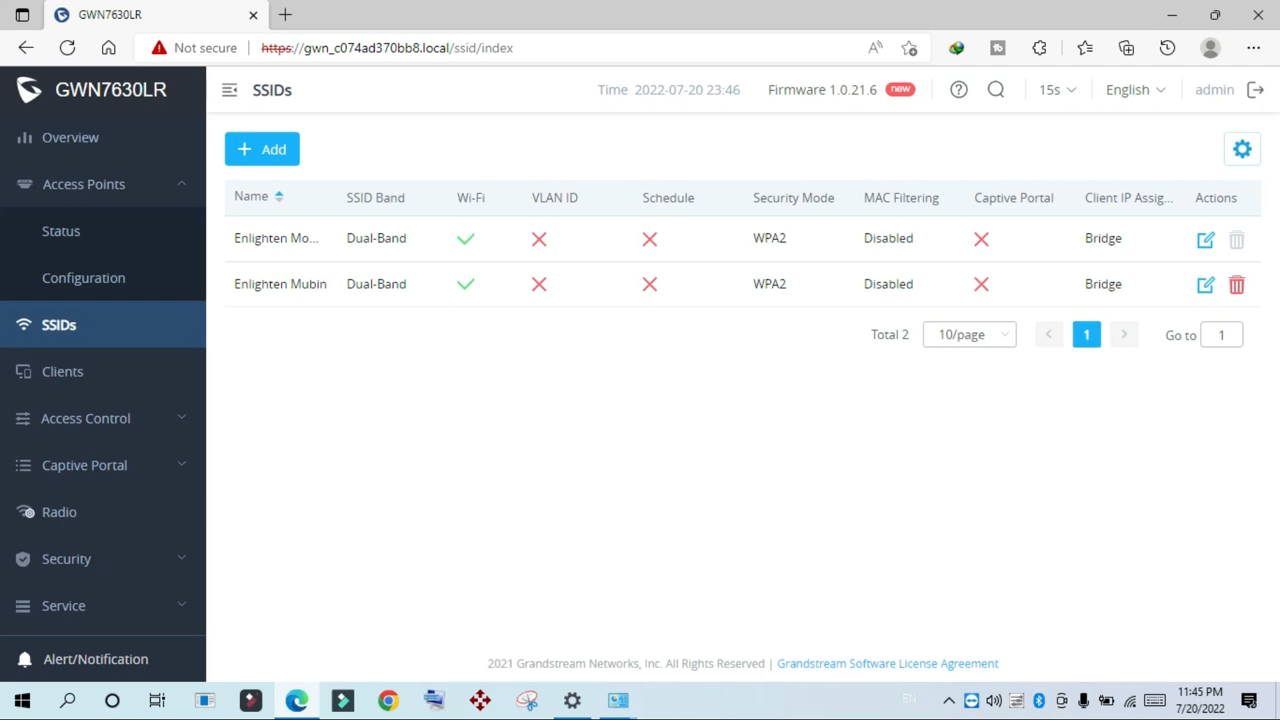 GWN7630LR
Not secure https://gwn_c074ad370bb8.local/ssid/index
GWN7630LR
SSIDs
Time 2022-07-20 23:46
Firmware 1.0.21.6 new
15s
English
admin
Overview
Access Points
Status
Configuration
SSIDs
Clients
Access Control
Captive Portal
Radio
Security
Service
Alert/Notification
+ Add
Name SSID Band Wi-Fi VLAN ID Schedule Security Mode MAC Filtering Captive Portal Client IP Assig... Actions
Enlighten Mo... Dual-Band WPA2 Disabled Bridge
Enlighten Mubin Dual-Band WPA2 Disabled Bridge
Total 2 10/page < 1 > Go to 1
2021 Grandstream Networks, Inc. All Rights Reserved | Grandstream Software License Agreement
EN
11:45 PM
7/20/2022